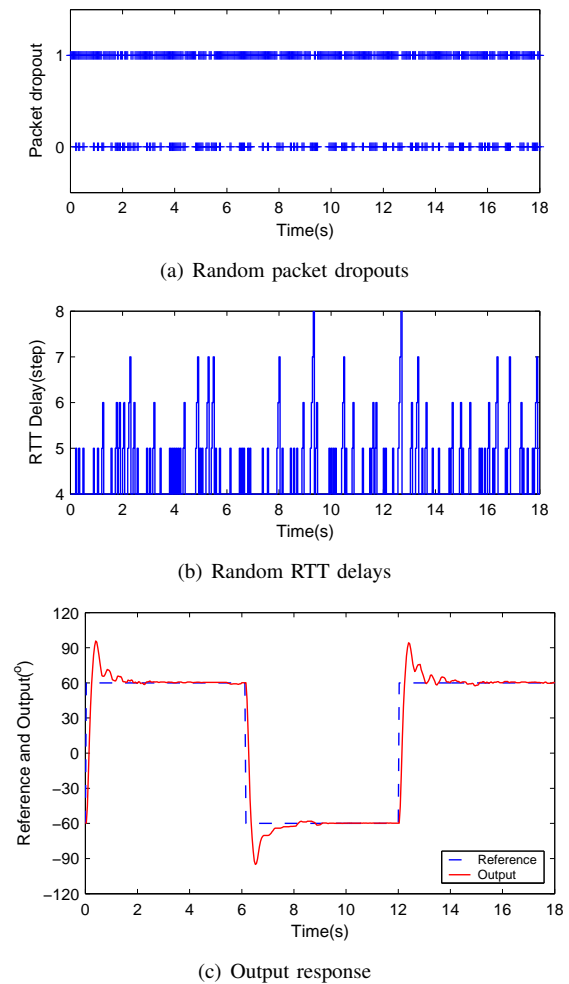 Packet dropout
1
0
0 2 4 6 8 10 12 14 16 18
Time(s)
(a) Random packet dropouts
RTT Delay(step)
8
7
6
5
4
0 2 4 6 8 10 12 14 16 18
Time(s)
(b) Random RTT delays
Reference and Output(°)
120
90
60
30
0
−30
−60
−90
−120
0 2 4 6 8 10 12 14 16 18
Reference
Output
Time(s)
(c) Output response